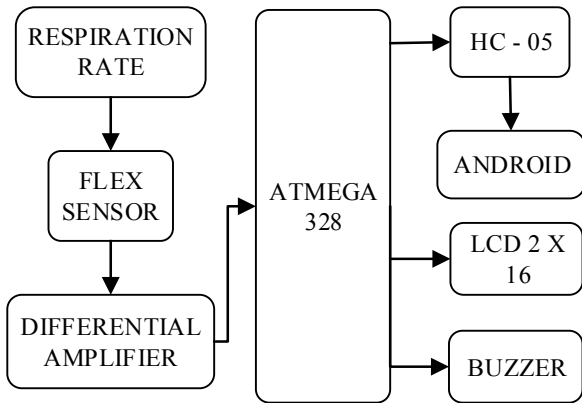 RESPIRATION
RATE
FLEX
SENSOR
DIFFERENTIAL
AMPLIFIER
ATMEGA
328
HC - 05
ANDROID
LCD 2 X
16
BUZZER